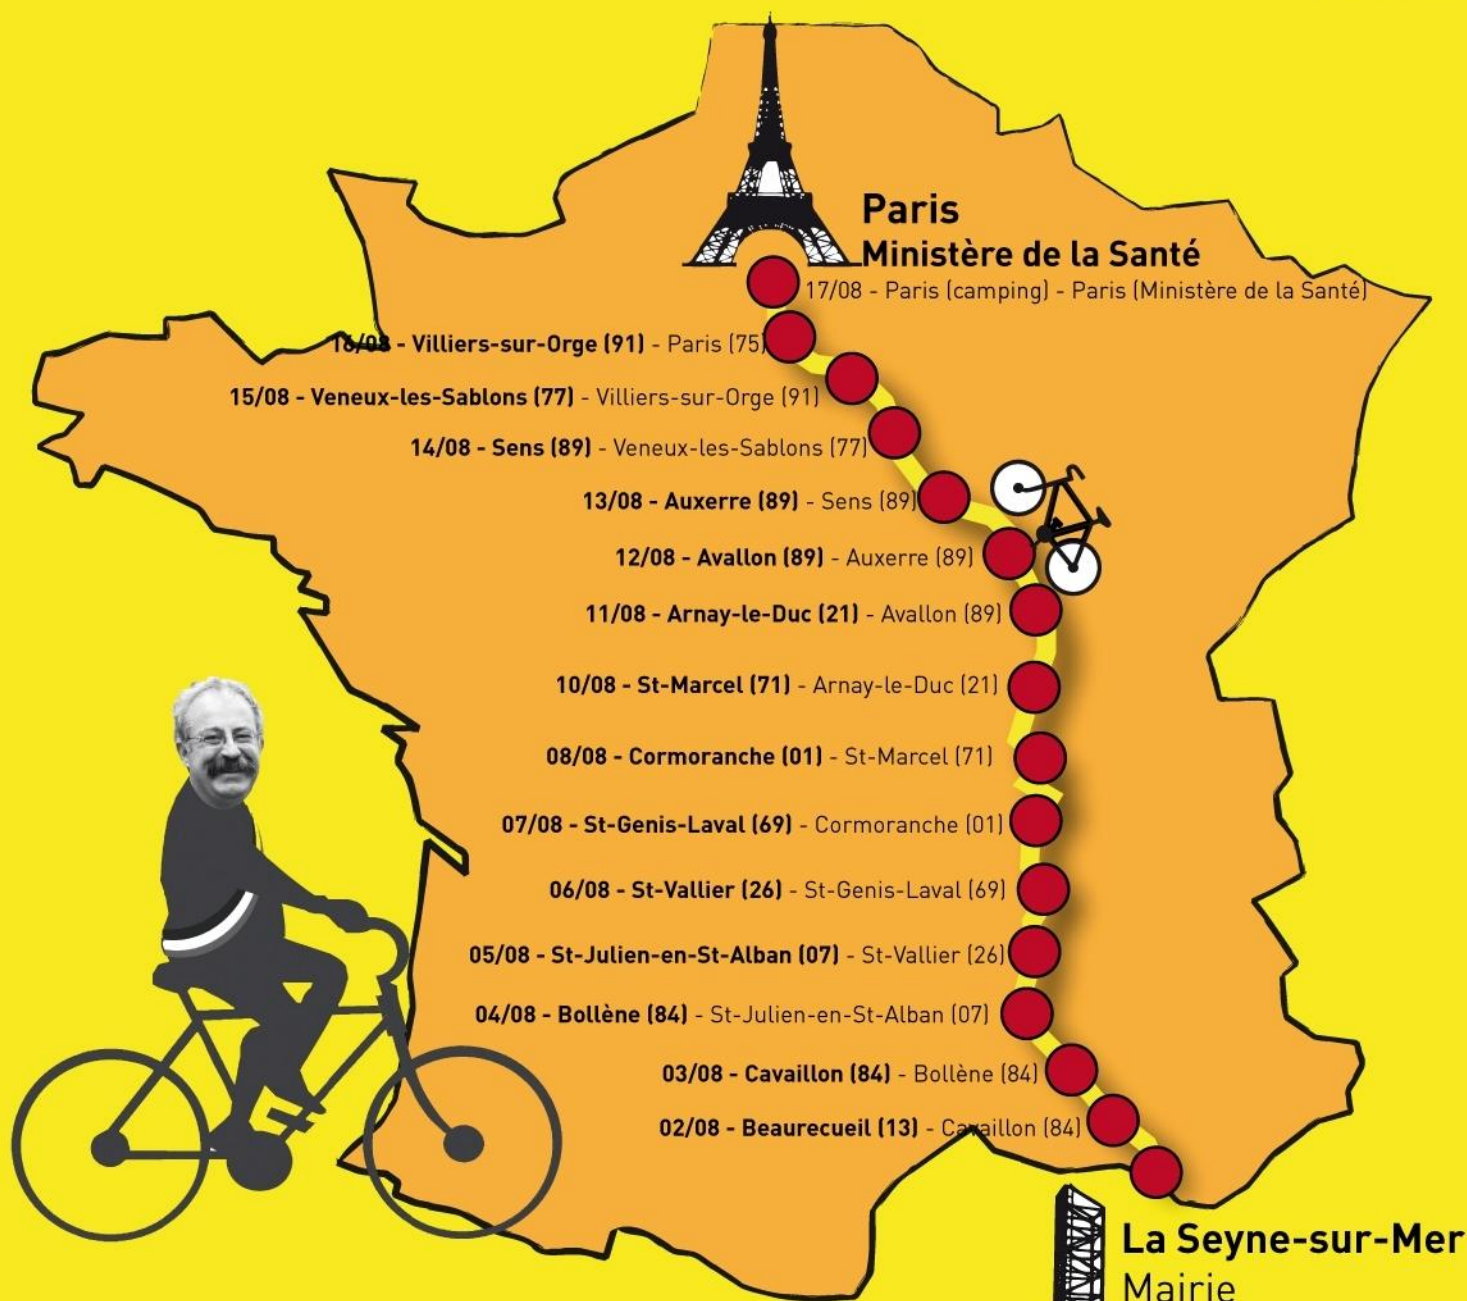 Paris
Ministère de la Santé
17/08 - Paris (camping) - Paris (Ministère de la Santé)
16/08 - Villiers-sur-Orge (91) - Paris (75)
15/08 - Veneux-les-Sablons (77) - Villiers-sur-Orge (91)
14/08 - Sens (89) - Veneux-les-Sablons (77)
13/08 - Auxerre (89) - Sens (89)
12/08 - Avallon (89) - Auxerre (89)
11/08 - Arnay-le-Duc (21) - Avallon (89)
10/08 - St-Marcel (71) - Arnay-le-Duc (21)
08/08 - Cormoranche (01) - St-Marcel (71)
07/08 - St-Genis-Laval (69) - Cormoranche (01)
06/08 - St-Vallier (26) - St-Genis-Laval (69)
05/08 - St-Julien-en-St-Alban (07) - St-Vallier (26)
04/08 - Bollène (84) - St-Julien-en-St-Alban (07)
03/08 - Cavaillon (84) - Bollène (84)
02/08 - Beaurecueil (13) - Cavaillon (84)
La Seyne-sur-Mer
Mairie